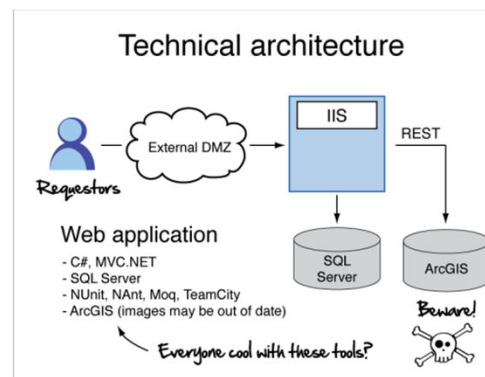 Technical architecture
IIS
REST
External DMZ
Requestors
Web application
- C#, MVC.NET
- SQL Server
- NUnit, NAnt, Moq, TeamCity
- ArcGIS (images may be out of date)
SQL
Server
ArcGIS
Beware!
Everyone cool with these tools?